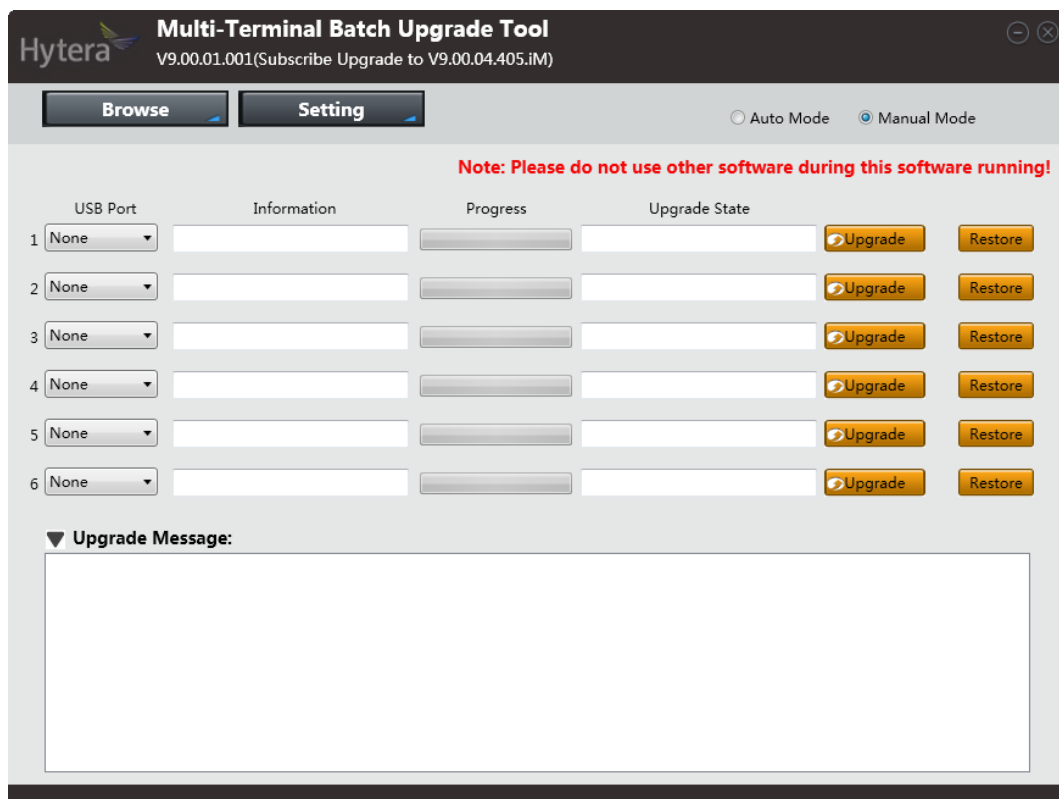 Hytera
Multi-Terminal Batch Upgrade Tool
V9.00.01.001(Subscribe Upgrade to V9.00.04.405.iM)
Browse Setting Auto Mode Manual Mode
Note: Please do not use other software during this software running!
USB Port Information Progress Upgrade State
1 None Upgrade Restore
2 None Upgrade Restore
3 None Upgrade Restore
4 None Upgrade Restore
5 None Upgrade Restore
6 None Upgrade Restore
Upgrade Message: